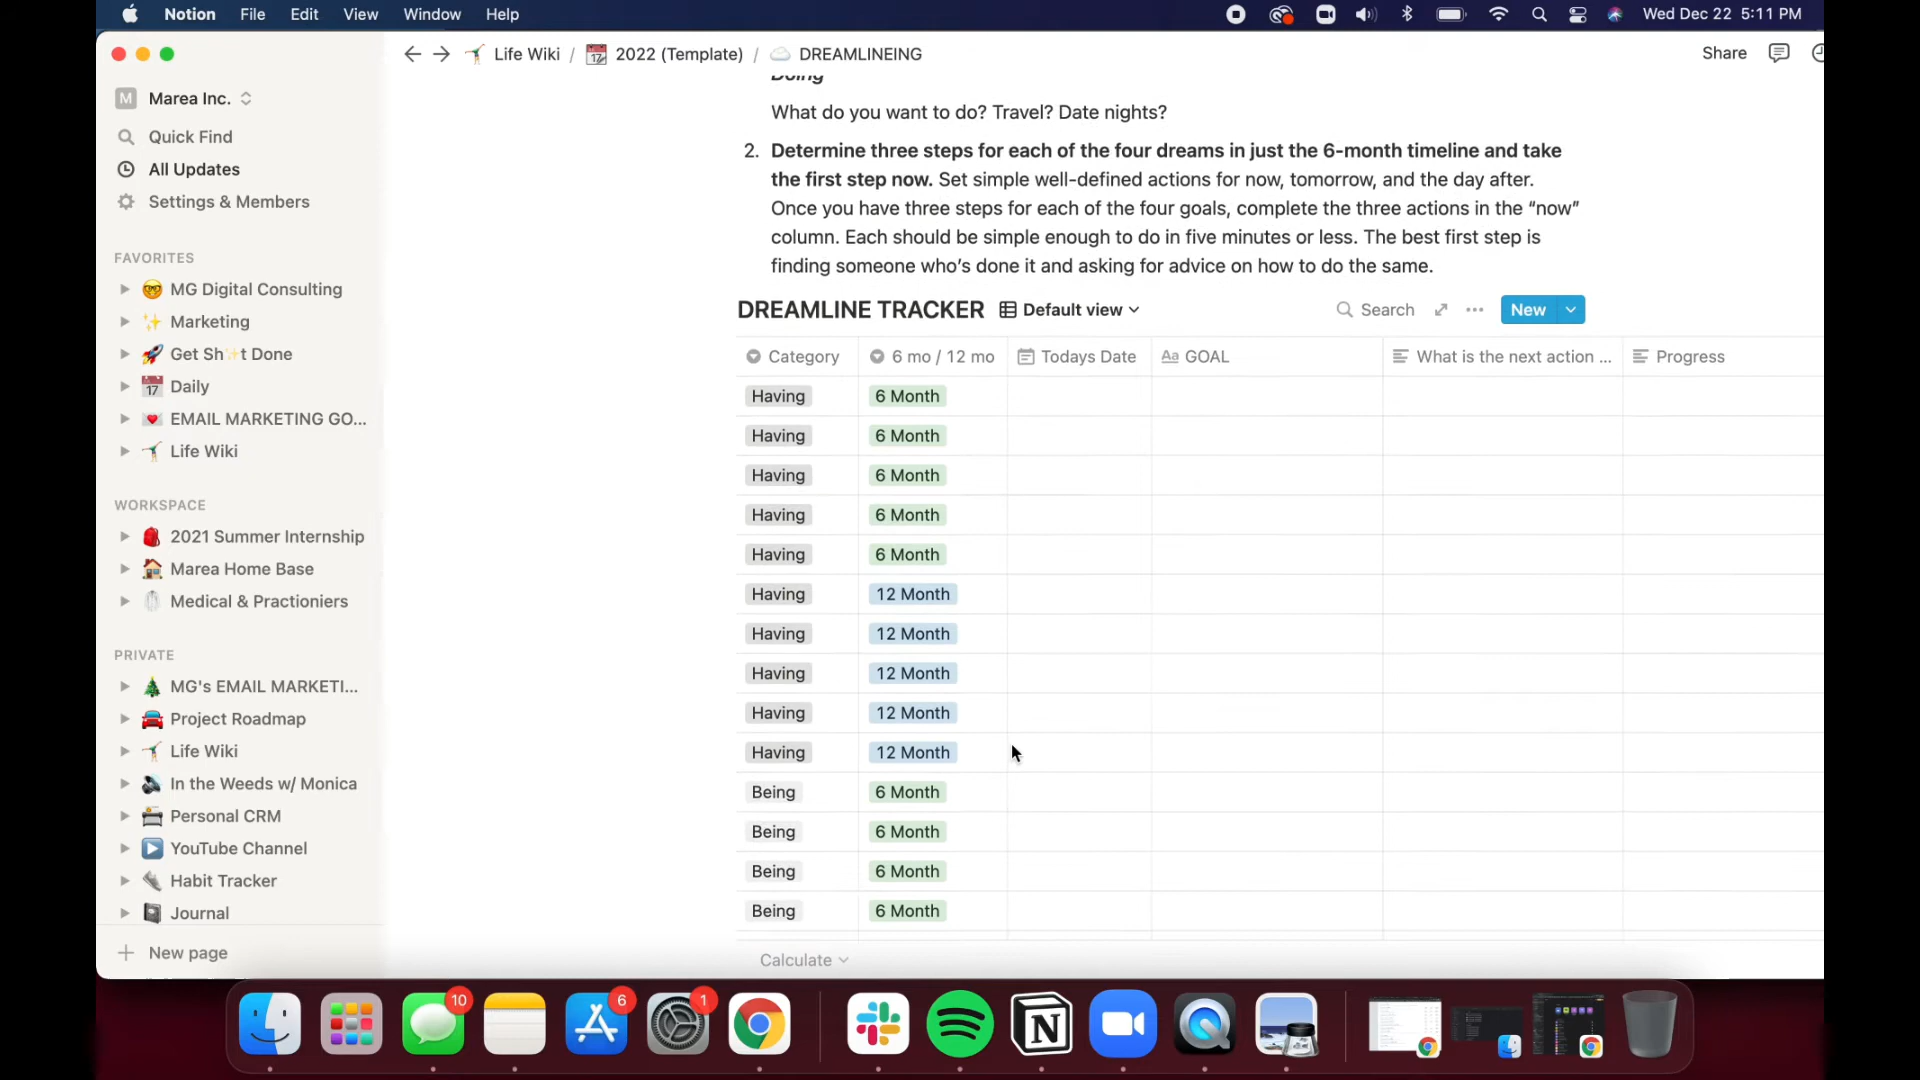 Notion File Edit View Window Help Wed Dec 22 5:11 PM
Life Wiki / 2022 (Template) / DREAMLINEING Share
M Marea Inc.
Quick Find
All Updates
Settings & Members
FAVORITES
MG Digital Consulting
Marketing
Get Sh✨t Done
Daily
EMAIL MARKETING GO...
Life Wiki
WORKSPACE
2021 Summer Internship
Marea Home Base
Medical & Practioniers
PRIVATE
MG's EMAIL MARKETI...
Project Roadmap
Life Wiki
In the Weeds w/ Monica
Personal CRM
YouTube Channel
Habit Tracker
Journal
New page
Doing
What do you want to do? Travel? Date nights?
2. Determine three steps for each of the four dreams in just the 6-month timeline and take
the first step now. Set simple well-defined actions for now, tomorrow, and the day after.
Once you have three steps for each of the four goals, complete the three actions in the “now”
column. Each should be simple enough to do in five minutes or less. The best first step is
finding someone who’s done it and asking for advice on how to do the same.
DREAMLINE TRACKER Default view Search New
Category 6 mo / 12 mo Todays Date Aa GOAL What is the next action ... Progress
Having 6 Month
Having 6 Month
Having 6 Month
Having 6 Month
Having 6 Month
Having 12 Month
Having 12 Month
Having 12 Month
Having 12 Month
Having 12 Month
Being 6 Month
Being 6 Month
Being 6 Month
Being 6 Month
Calculate
10 6 1